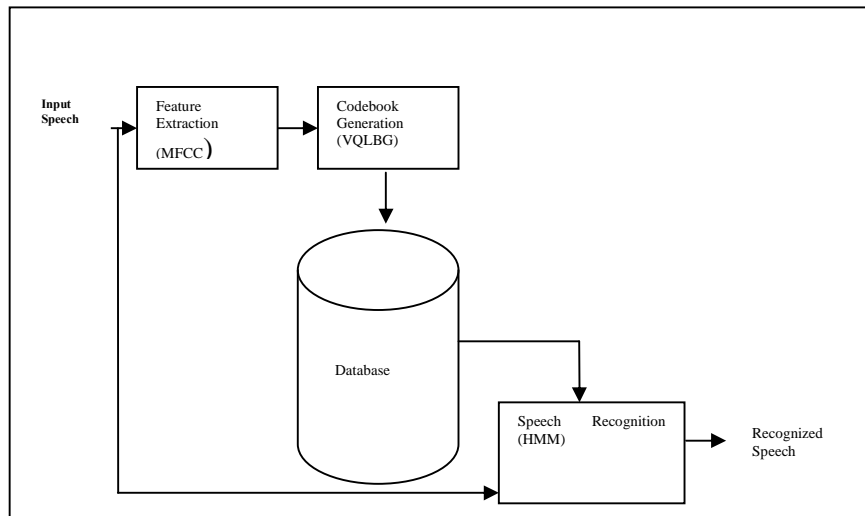 Input
Speech
Feature
Extraction
(MFCC)
Codebook
Generation
(VQLBG)
Database
Speech Recognition
(HMM)
Recognized
Speech